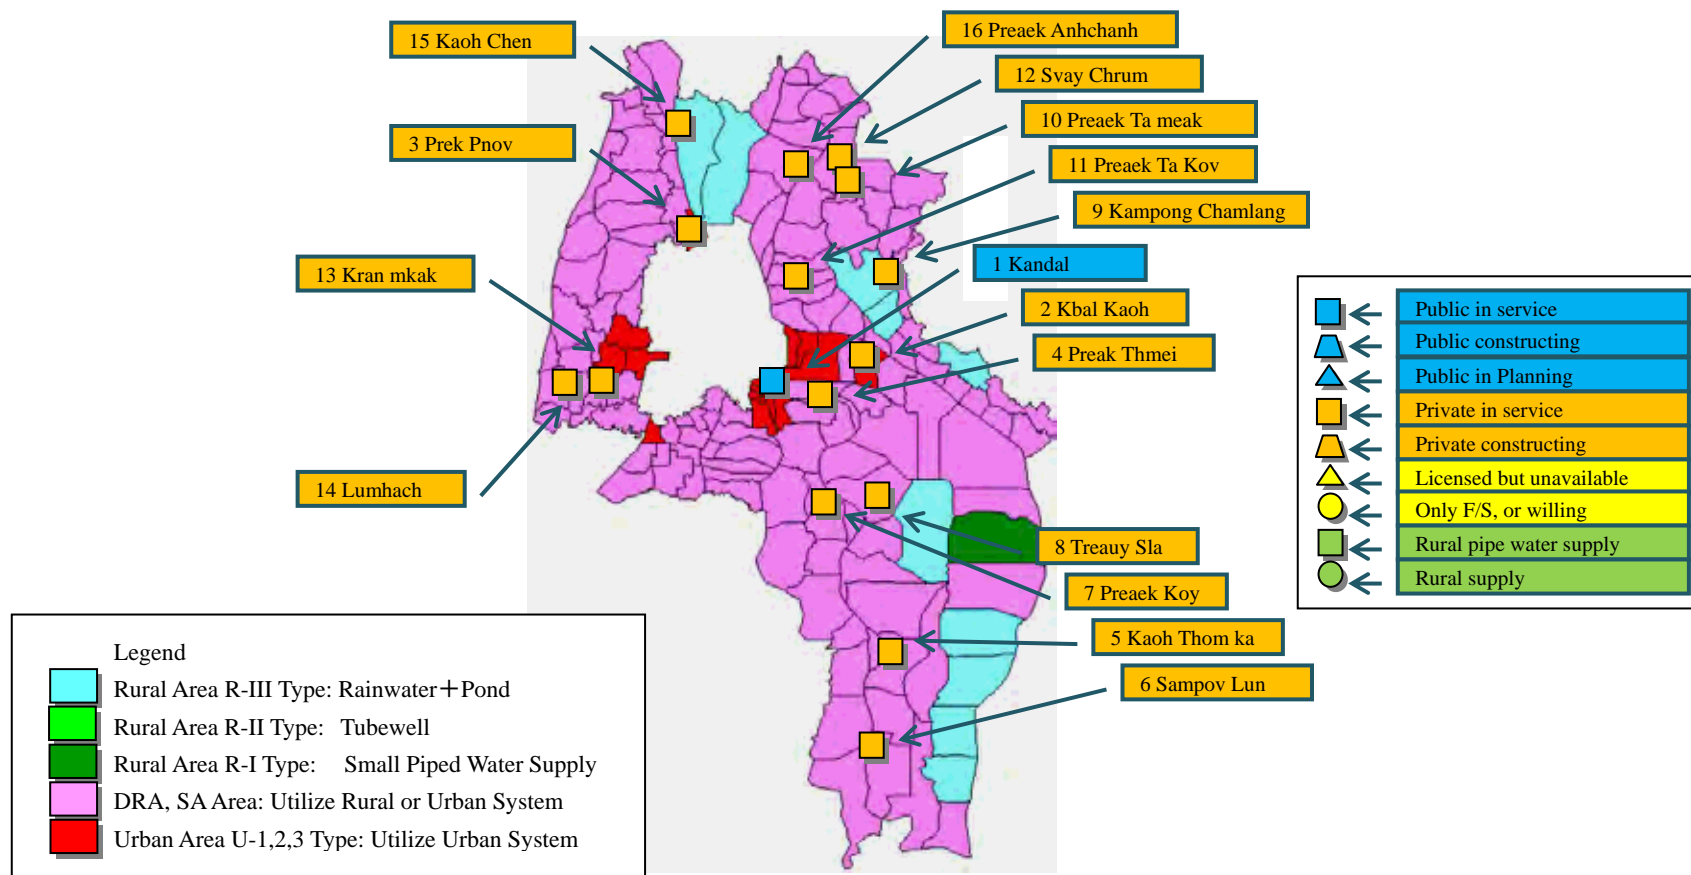 16 Preaek Anhchanh
15 Kaoh Chen
12 Svay Chrum
10 Preaek Ta meak
3 Prek Pnov
11 Preaek Ta Kov
9 Kampong Chamlang
13 Kran mkak
1 Kandal
2 Kbal Kaoh
4 Preak Thmei
14 Lumhach
8 Treauy Sla
7 Preaek Koy
5 Kaoh Thom ka
6 Sampov Lun
Public in service
Public constructing
Public in Planning
Private in service
Private constructing
Licensed but unavailable
Only F/S, or willing
Rural pipe water supply
Rural supply
Legend
Rural Area R-III Type: Rainwater+Pond
Rural Area R-II Type: Tubewell
Rural Area R-I Type: Small Piped Water Supply
DRA, SA Area: Utilize Rural or Urban System
Urban Area U-1,2,3 Type: Utilize Urban System